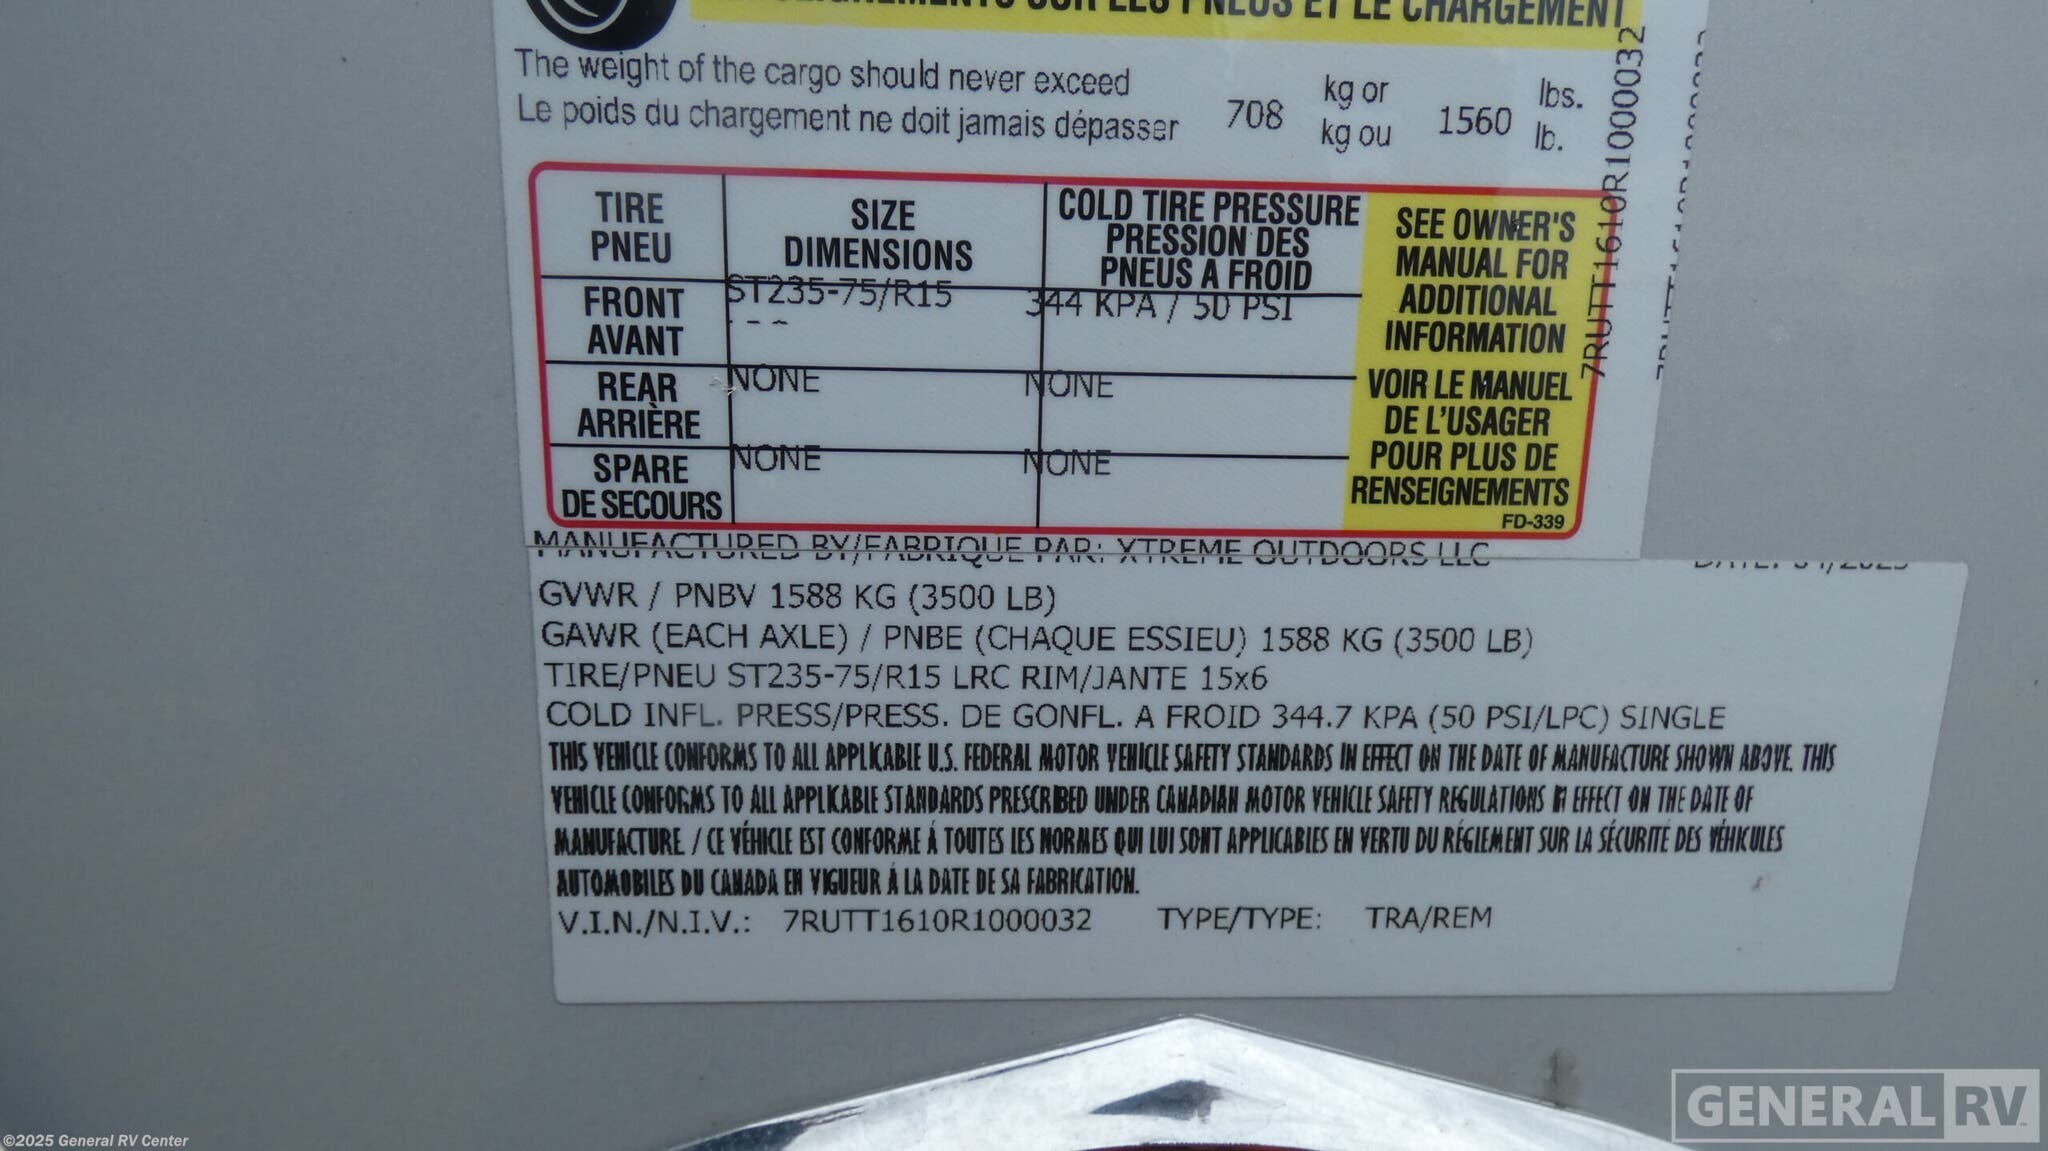 RENSEIGNEMENTS SUR LES PNEUS ET LE CHARGEMENT
The weight of the cargo should never exceed 708 kg or 1560 lbs.
Le poids du chargement ne doit jamais dépasser kg ou lb.
TIRE PNEU
SIZE DIMENSIONS
COLD TIRE PRESSURE
PRESSION DES
PNEUS A FROID
FRONT AVANT
ST235-75/R15
344 KPA / 50 PSI
REAR ARRIÈRE
NONE
NONE
SPARE DE SECOURS
NONE
NONE
SEE OWNER'S
MANUAL FOR
ADDITIONAL
INFORMATION
VOIR LE MANUEL
DE L'USAGER
POUR PLUS DE
RENSEIGNEMENTS
FD-339
7RUTT1610R1000032
MANUFACTURED BY/FABRIQUE PAR: XTREME OUTDOORS LLC
GVWR / PNBV 1588 KG (3500 LB)
GAWR (EACH AXLE) / PNBE (CHAQUE ESSIEU) 1588 KG (3500 LB)
TIRE/PNEU ST235-75/R15 LRC RIM/JANTE 15x6
COLD INFL. PRESS/PRESS. DE GONFL. A FROID 344.7 KPA (50 PSI/LPC) SINGLE
THIS VEHICLE CONFORMS TO ALL APPLICABLE U.S. FEDERAL MOTOR VEHICLE SAFETY STANDARDS IN EFFECT ON THE DATE OF MANUFACTURE SHOWN ABOVE. THIS
VEHICLE CONFORMS TO ALL APPLICABLE STANDARDS PRESCRIBED UNDER CANADIAN MOTOR VEHICLE SAFETY REGULATIONS IN EFFECT ON THE DATE OF
MANUFACTURE. / CE VÉHICLE EST CONFORME À TOUTES LES NORMES QUI LUI SONT APPLICABLES EN VERTU DU RÉGLEMENT SUR LA SÉCURITÉ DES VÉHICULES
AUTOMOBILES DU CANADA EN VIGUEUR À LA DATE DE SA FABRICATION.
V.I.N./N.I.V.: 7RUTT1610R1000032 TYPE/TYPE: TRA/REM
GENERAL RV
©2025 General RV Center